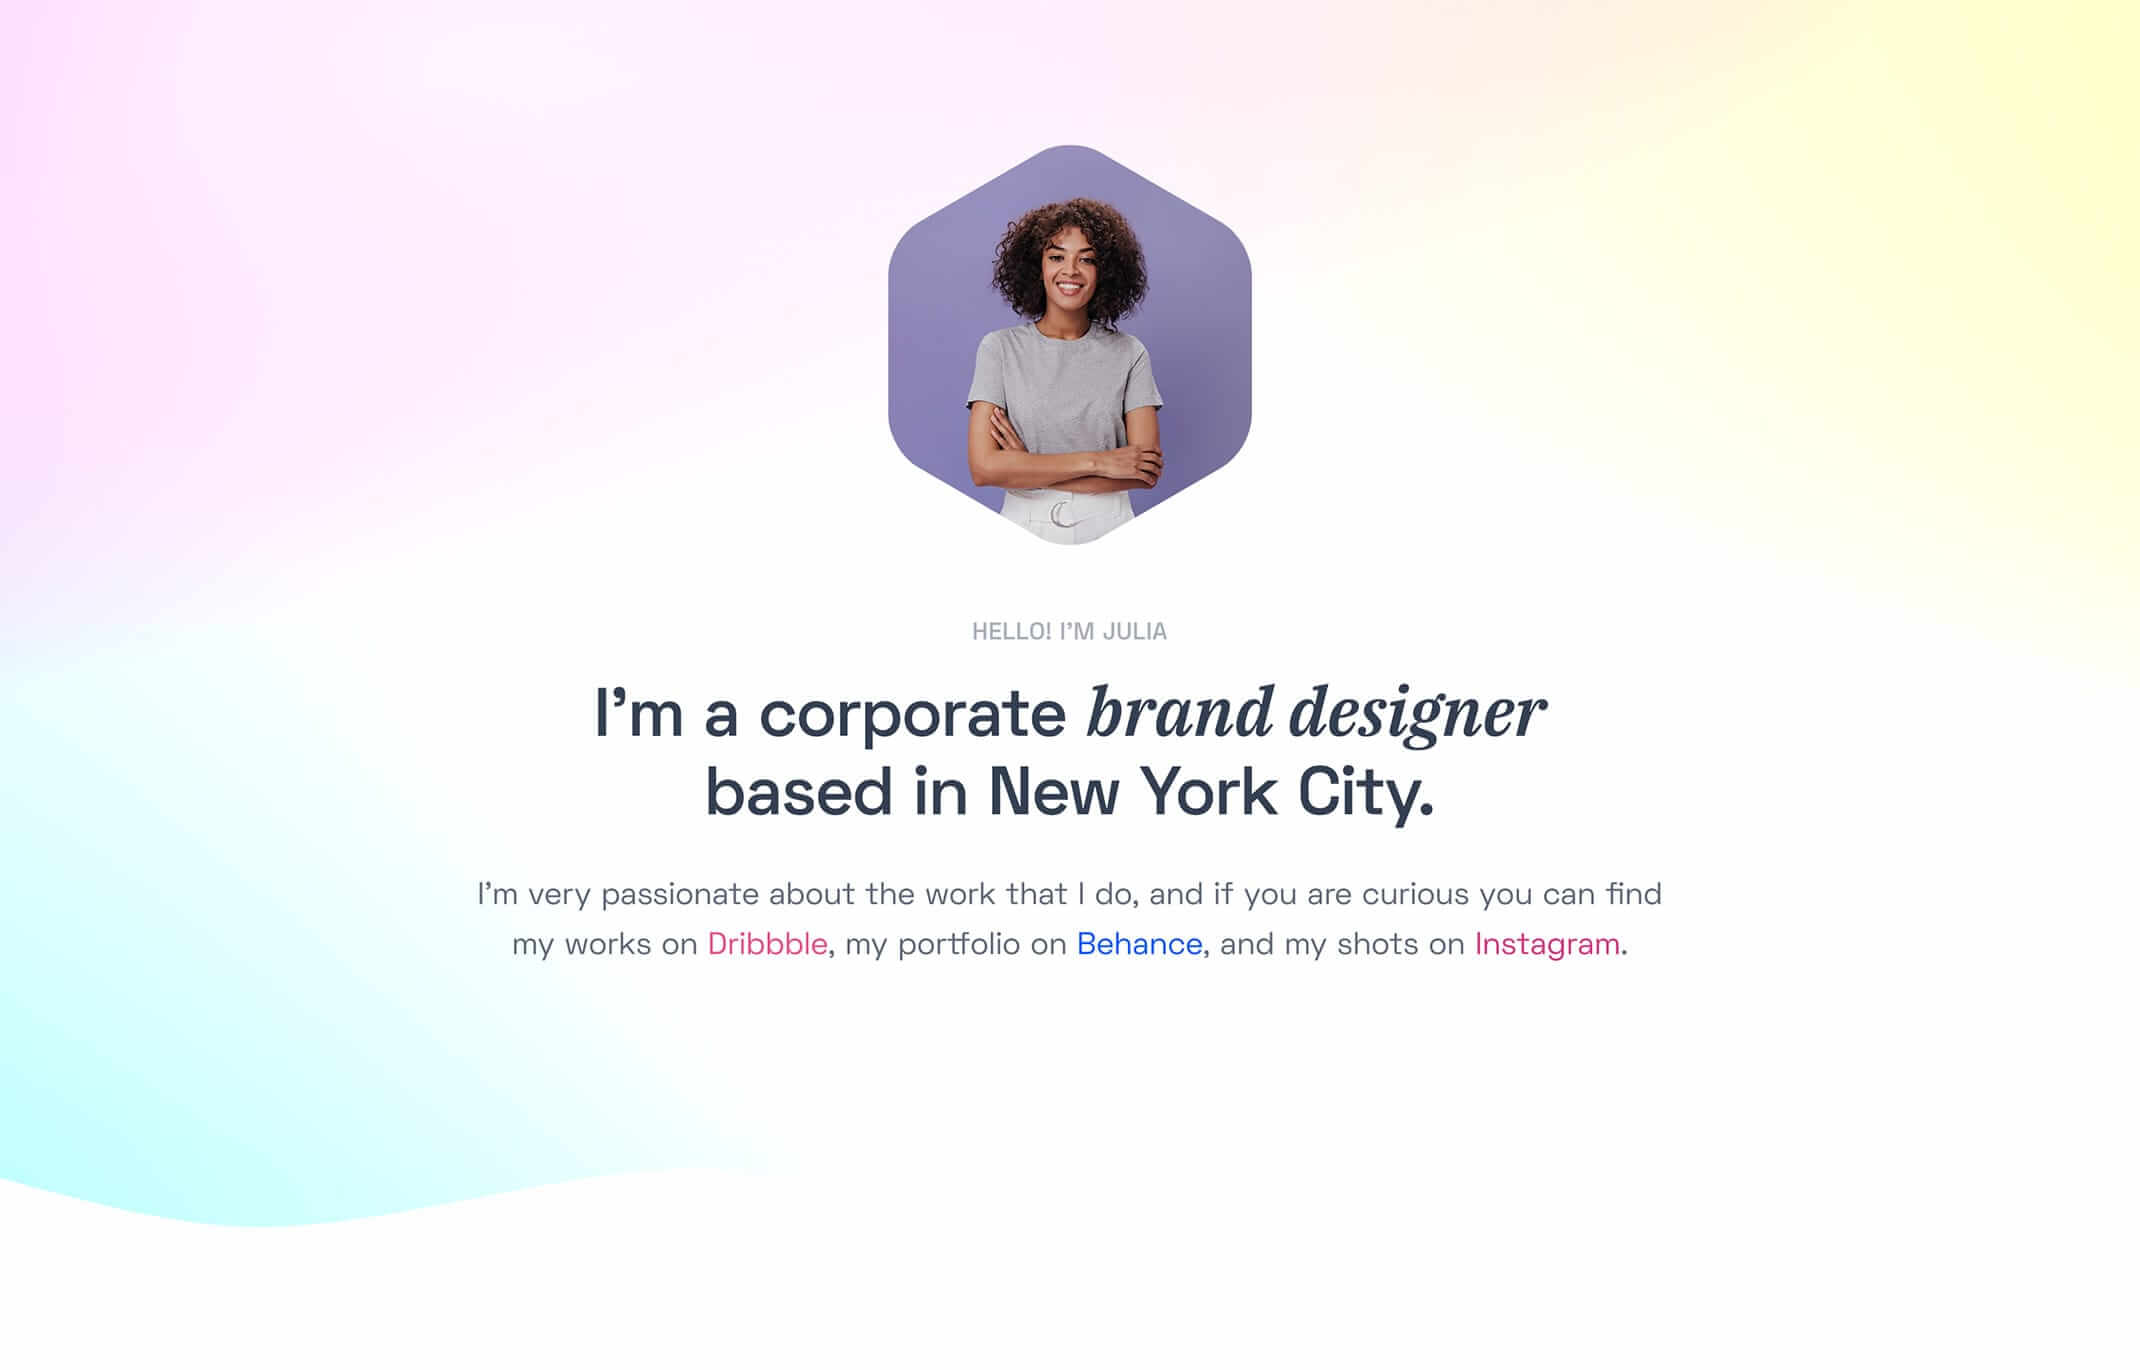 HELLO! I’M JULIA
I’m a corporate brand designer
based in New York City.
I’m very passionate about the work that I do, and if you are curious you can find
my works on Dribbble, my portfolio on Behance, and my shots on Instagram.